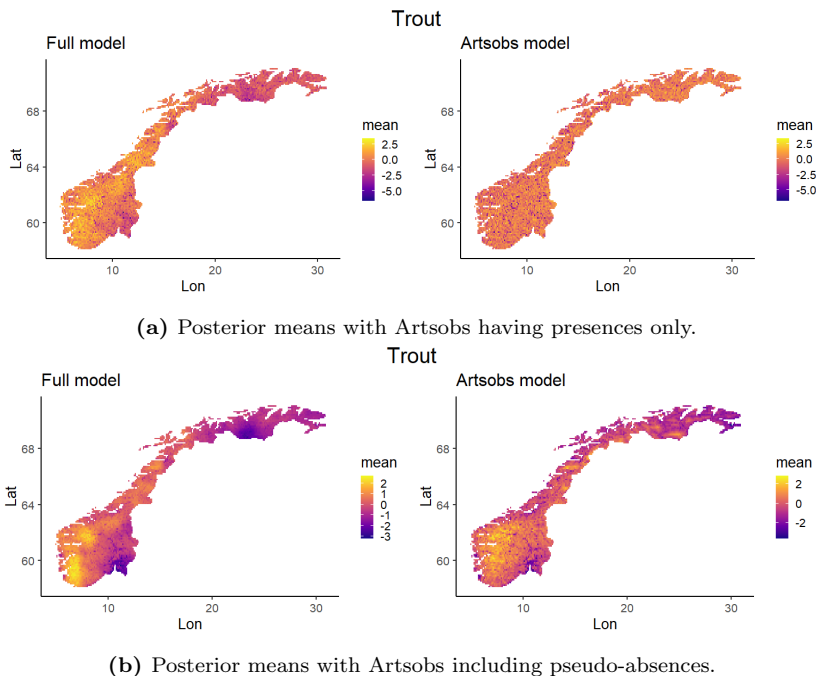 Trout
Full model
Artsobs model
68
64
60
Lat
10
20
30
Lon
mean
2.5
0.0
-2.5
-5.0
68
64
60
Lat
10
20
30
Lon
mean
2.5
0.0
-2.5
-5.0
(a) Posterior means with Artsobs having presences only.
Trout
Full model
Artsobs model
68
64
60
Lat
10
20
30
Lon
mean
2
1
0
-1
-2
-3
68
64
60
Lat
10
20
30
Lon
mean
2
0
-2
(b) Posterior means with Artsobs including pseudo-absences.